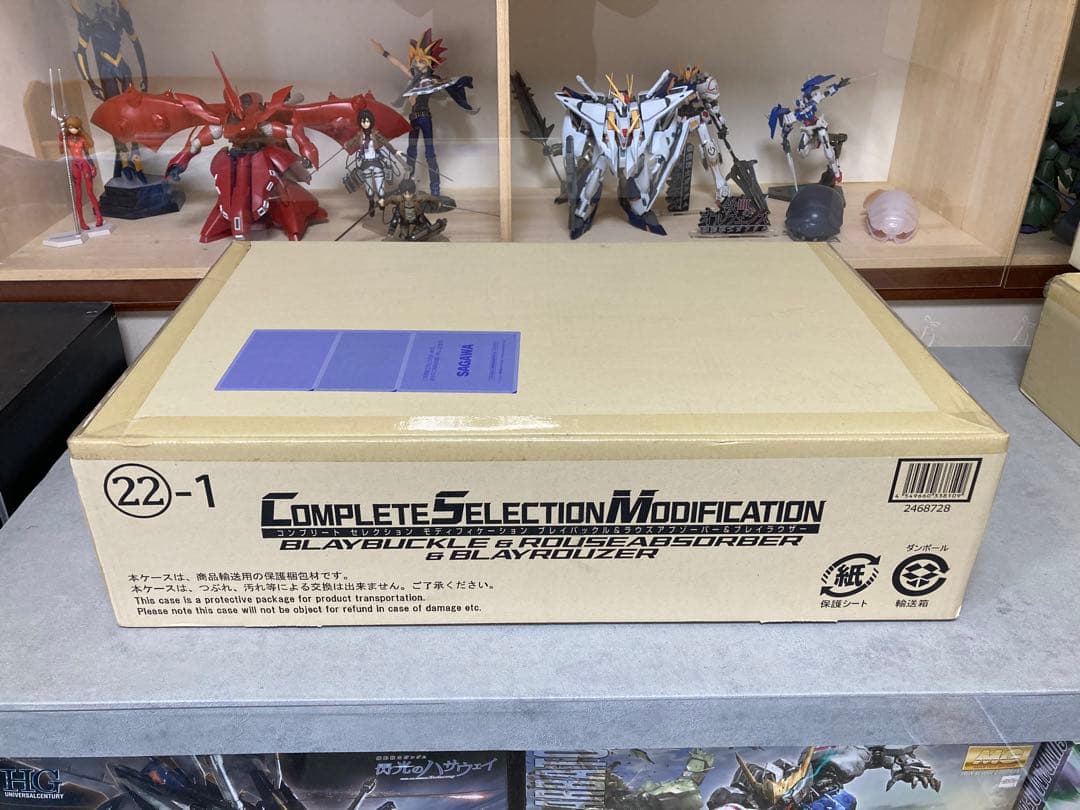 SAGAWA
22-1
COMPLETE SELECTION MODIFICATION
コンプリート セレクション モディフィケーション ブレイバックル&ラウズアブソーバー&ブレイラウザー
BLAYBUCKLE & ROUSEABSORBER
& BLAYROUZER
本ケースは、商品輸送用の保護梱包材です。
本ケースは、つぶれ、汚れ等による交換は出来ません。ご了承ください。
This case is a protective package for product transportation.
Please note this case will not be object for refund in case of damage etc.
4 549660 338109
2468728
紙
保護シート
ダンボール
輸送箱
HG
UNIVERSAL CENTURY
閃光のハサウェイ
MG